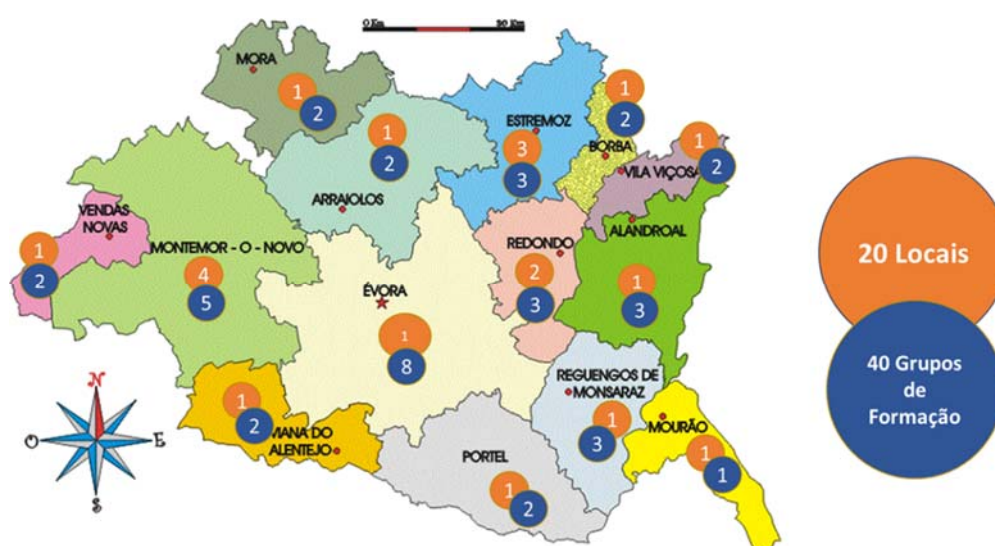 0 Km
20 Km
MORA
1
2
1
2
ESTREMOZ
3
3
1
2
BORBA
1
2
VILA VIÇOSA
ARRAIOLOS
VENDAS
NOVAS
1
2
MONTEMOR - O - NOVO
4
5
REDONDO
2
3
ALANDROAL
1
3
ÉVORA
1
8
1
2
VIANA DO
ALENTEJO
REGUENGOS DE
MONSARAZ
1
3
MOURÃO
1
1
PORTEL
1
2
N
O
E
S
20 Locais
40 Grupos
de
Formação